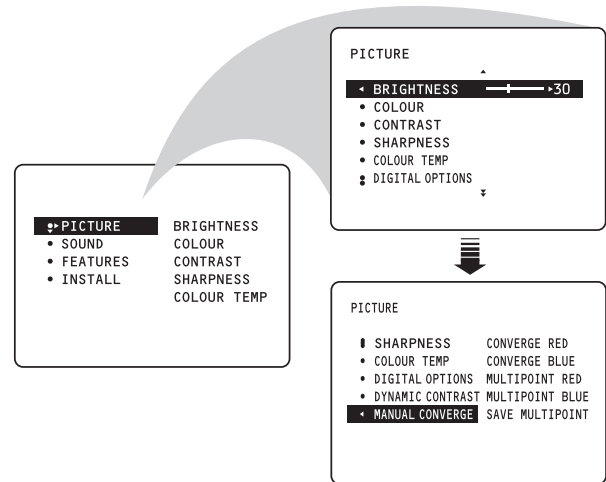 PICTURE
BRIGHTNESS 30
COLOUR
CONTRAST
SHARPNESS
COLOUR TEMP
DIGITAL OPTIONS
PICTURE BRIGHTNESS
SOUND COLOUR
FEATURES CONTRAST
INSTALL SHARPNESS
COLOUR TEMP
PICTURE
SHARPNESS CONVERGE RED
COLOUR TEMP CONVERGE BLUE
DIGITAL OPTIONS MULTIPOINT RED
DYNAMIC CONTRAST MULTIPOINT BLUE
MANUAL CONVERGE SAVE MULTIPOINT